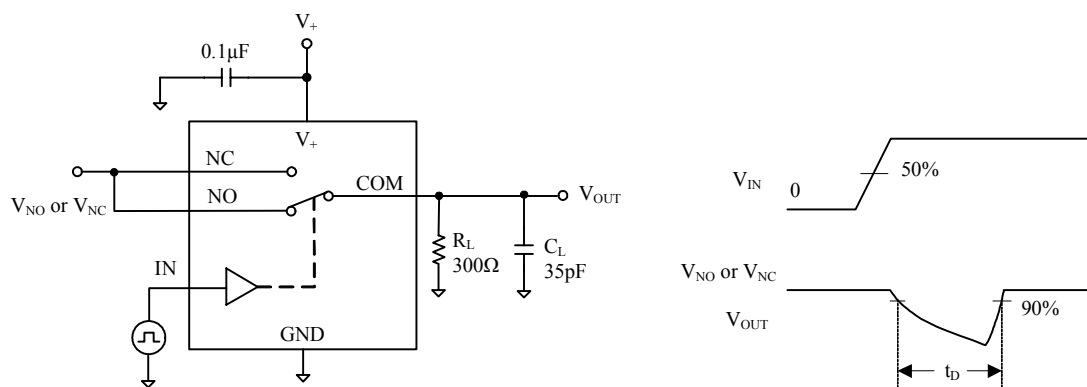 V+
0.1μF
V+
NC
NO
COM
VNO or VNC
VOUT
RL
300Ω
CL
35pF
IN
GND
VIN
0
50%
VNO or VNC
VOUT
90%
tD